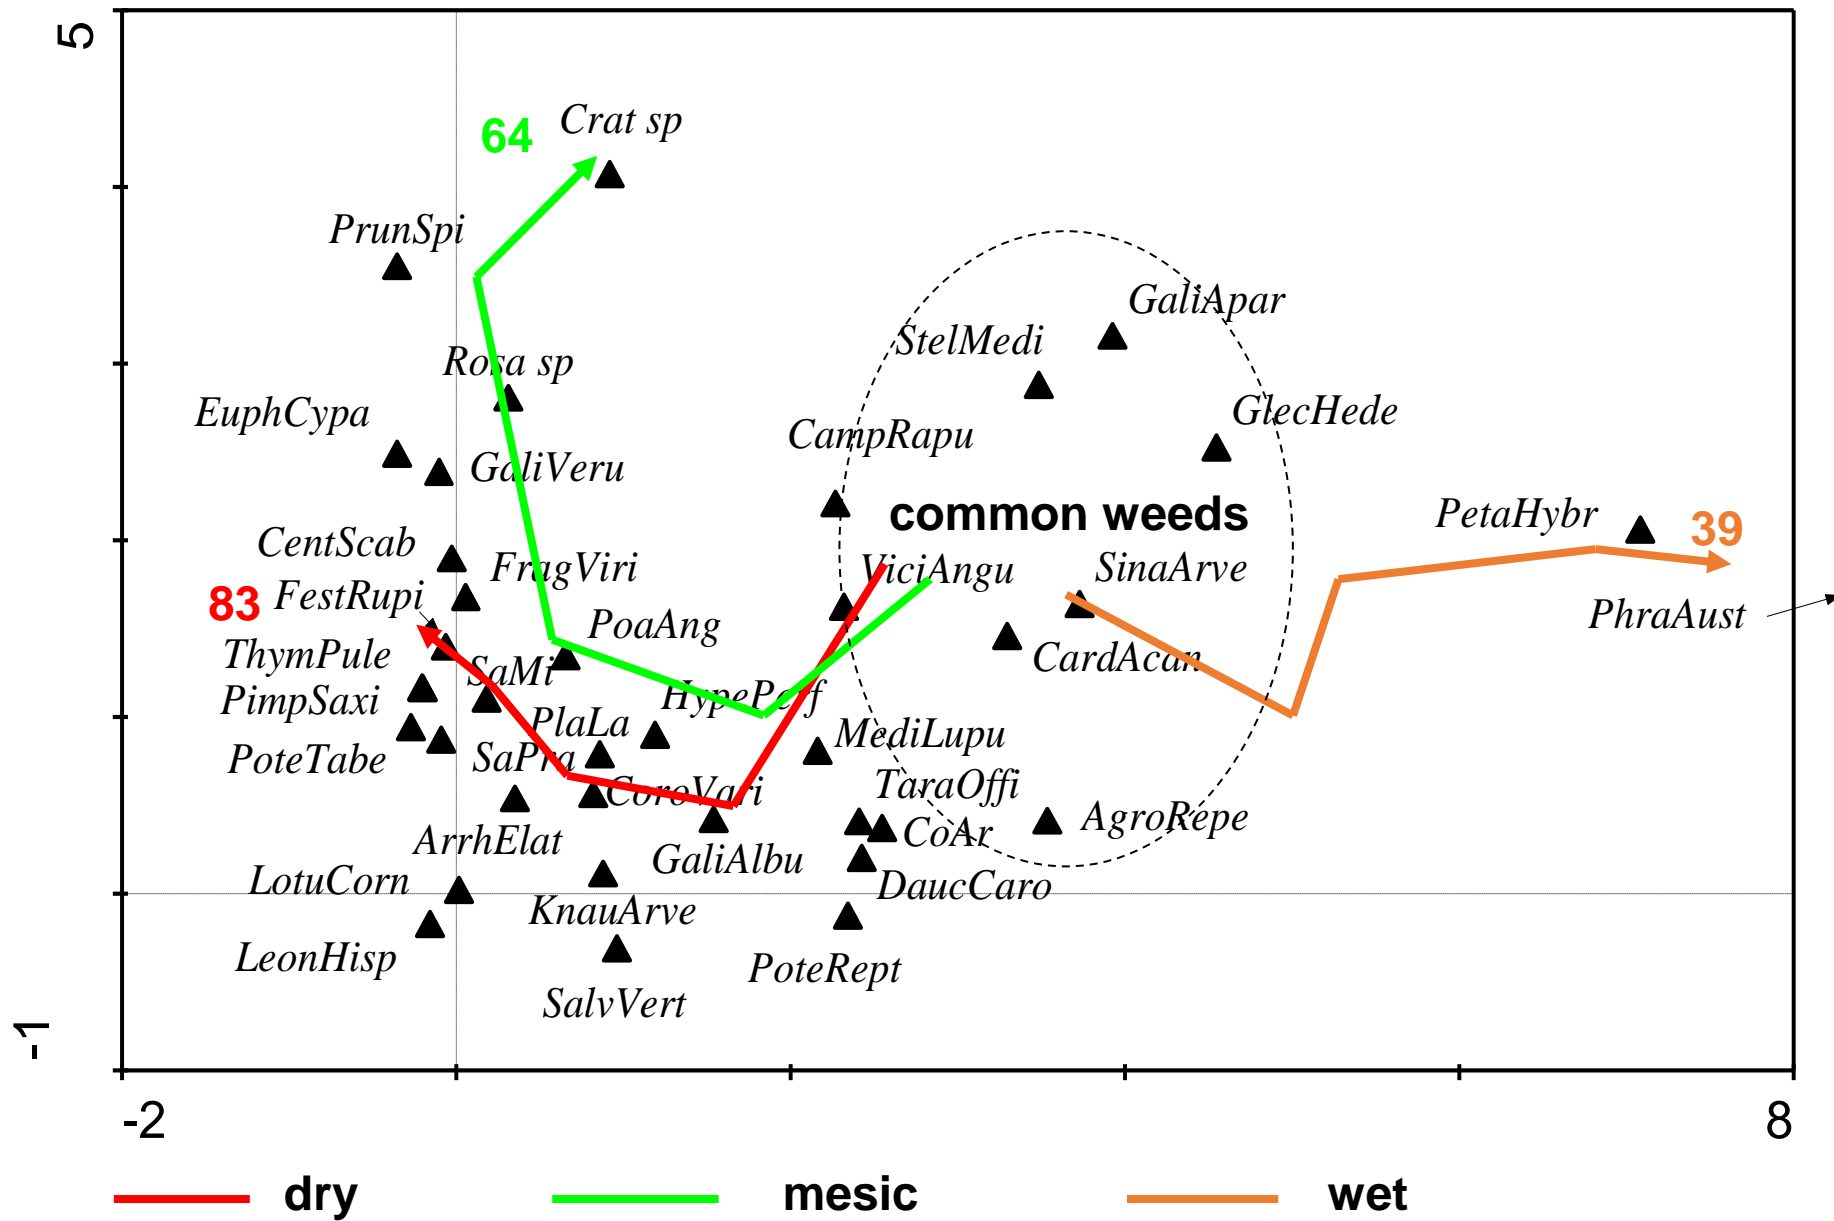 5
64
Crat sp
PrunSpi
GaliApar
StelMedi
Rosa sp
EuphCypa
GlecHede
CampRapu
GaliVeru
common weeds
PetaHybr
39
CentScab
FragViri
ViciAngu
SinaArve
83
FestRupi
PhraAust
PoaAng
ThymPule
SaMi
CardAcan
PimpSaxi
HypePerf
PlaLa
MediLupu
PoteTabe
SaPra
CoroVari
TaraOffi
AgroRepe
ArrhElat
CoAr
GaliAlbu
LotuCorn
DaucCaro
KnauArve
LeonHisp
PoteRept
SalvVert
-1
-2
8
dry
mesic
wet